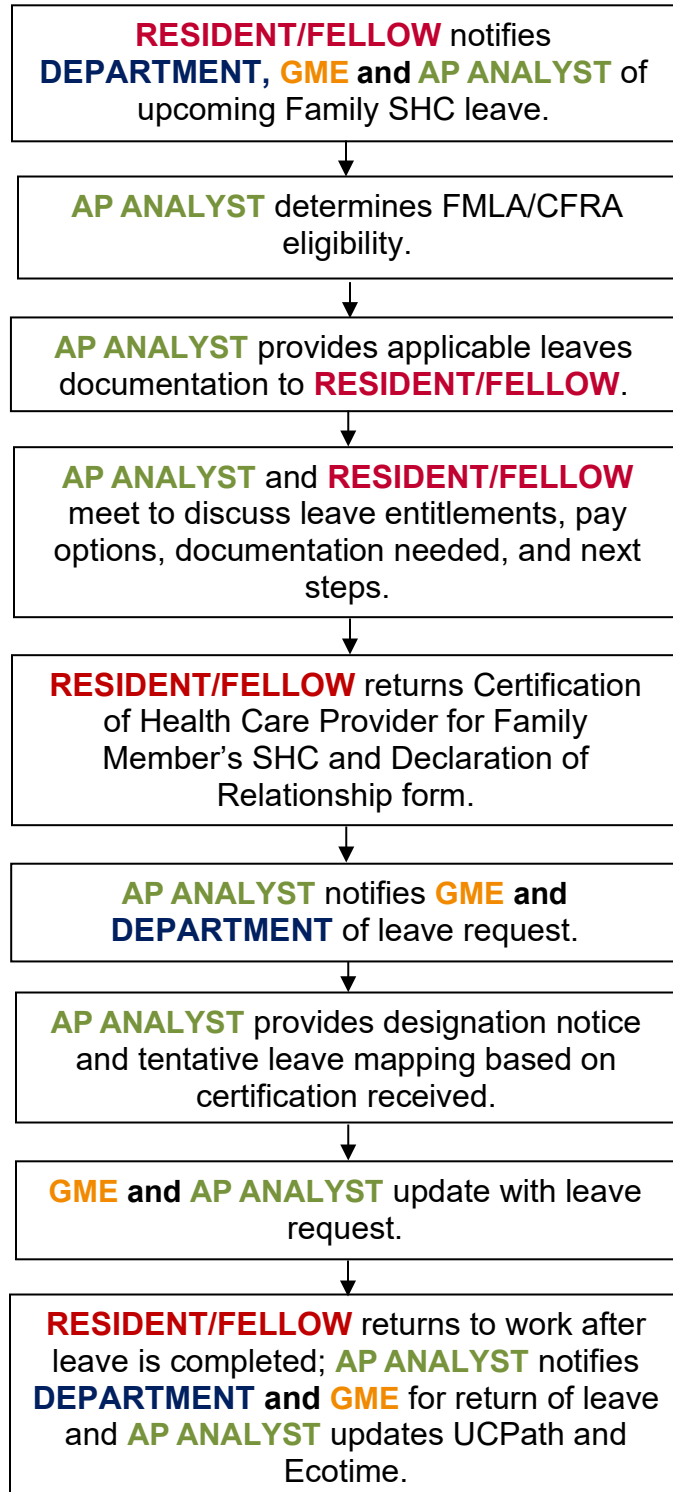 RESIDENT/FELLOW notifies
DEPARTMENT, GME and AP ANALYST of
upcoming Family SHC leave.
AP ANALYST determines FMLA/CFRA
eligibility.
AP ANALYST provides applicable leaves
documentation to RESIDENT/FELLOW.
AP ANALYST and RESIDENT/FELLOW
meet to discuss leave entitlements, pay
options, documentation needed, and next
steps.
RESIDENT/FELLOW returns Certification
of Health Care Provider for Family
Member’s SHC and Declaration of
Relationship form.
AP ANALYST notifies GME and
DEPARTMENT of leave request.
AP ANALYST provides designation notice
and tentative leave mapping based on
certification received.
GME and AP ANALYST update with leave
request.
RESIDENT/FELLOW returns to work after
leave is completed; AP ANALYST notifies
DEPARTMENT and GME for return of leave
and AP ANALYST updates UCPath and
Ecotime.